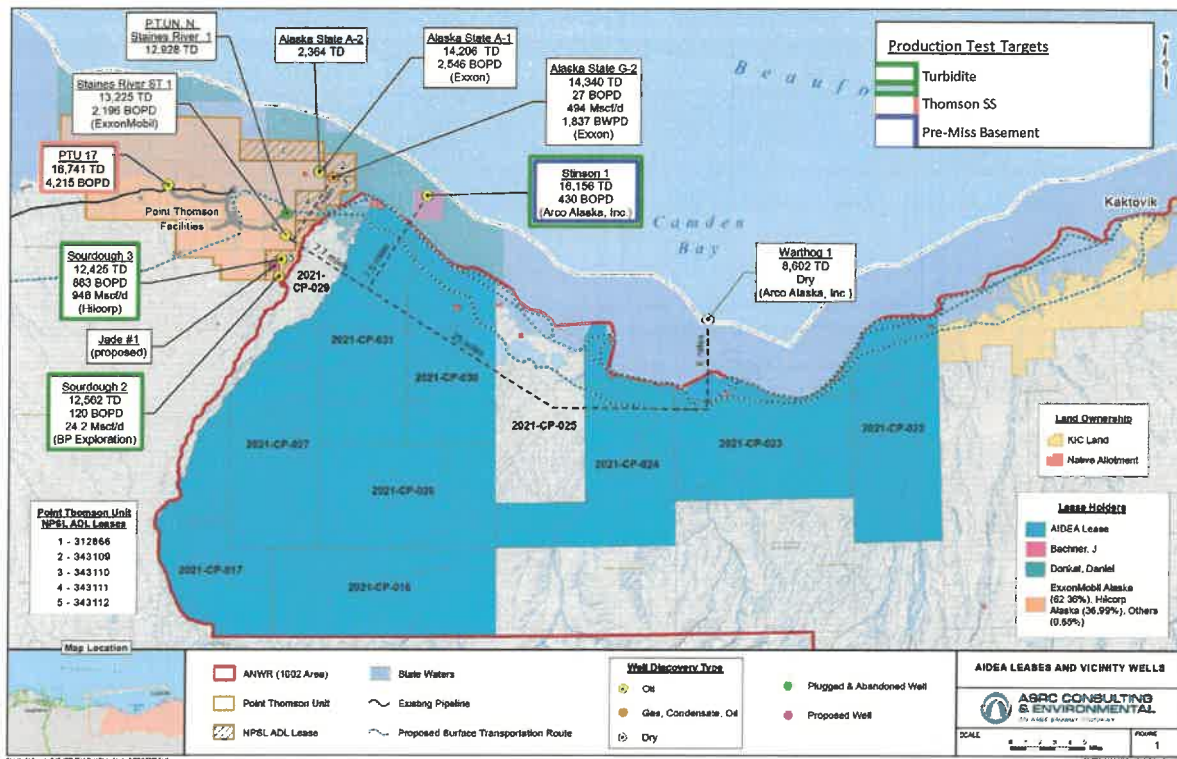 P.T.U.N. N.
Staines River 1
12,928 TD
Alaska State A-2
2,364 TD
Alaska State A-1
14,206 TD
2,546 BOPD
(Exxon)
Alaska State G-2
14,340 TD
27 BOPD
494 Mscf/d
1,837 BWPD
(Exxon)
Production Test Targets
Turbidite
Thomson SS
Pre-Miss Basement
Beaufo
Staines River ST 1
13,225 TD
2,196 BOPD
(ExxonMobil)
PTU 17
16,741 TD
4,215 BOPD
Point Thomson
Facilities
Stinson 1
16,156 TD
430 BOPD
(Arco Alaska, Inc.)
Camden
Bay
Kaktovik
Warthog 1
8,602 TD
Dry
(Arco Alaska, Inc.)
Sourdough 3
12,425 TD
863 BOPD
946 Mscf/d
(Hilcorp)
2021-
CP-029
Jade #1
(proposed)
Sourdough 2
12,562 TD
120 BOPD
24.2 Mscf/d
(BP Exploration)
2021-CP-031
2021-CP-030
2021-CP-025
2021-CP-027
2021-CP-024
2021-CP-023
2021-CP-022
2021-CP-026
2021-CP-017
2021-CP-016
Point Thomson Unit
NPSL ADL Leases
1 - 312866
2 - 343109
3 - 343110
4 - 343111
5 - 343112
Land Ownership
KIC Land
Native Allotment
Lease Holders
AIDEA Lease
Bachner, J
Donkel, Daniel
ExxonMobil Alaska
(62.36%), Hilcorp
Alaska (36.99%), Others
(0.65%)
Map Location
ANWR (1002 Area)
Point Thomson Unit
NPSL ADL Lease
State Waters
Existing Pipeline
Proposed Surface Transportation Route
Well Discovery Type
Oil
Gas, Condensate, Oil
Dry
Plugged & Abandoned Well
Proposed Well
AIDEA LEASES AND VICINITY WELLS
ASRC CONSULTING
& ENVIRONMENTAL
SCALE
FIGURE
1